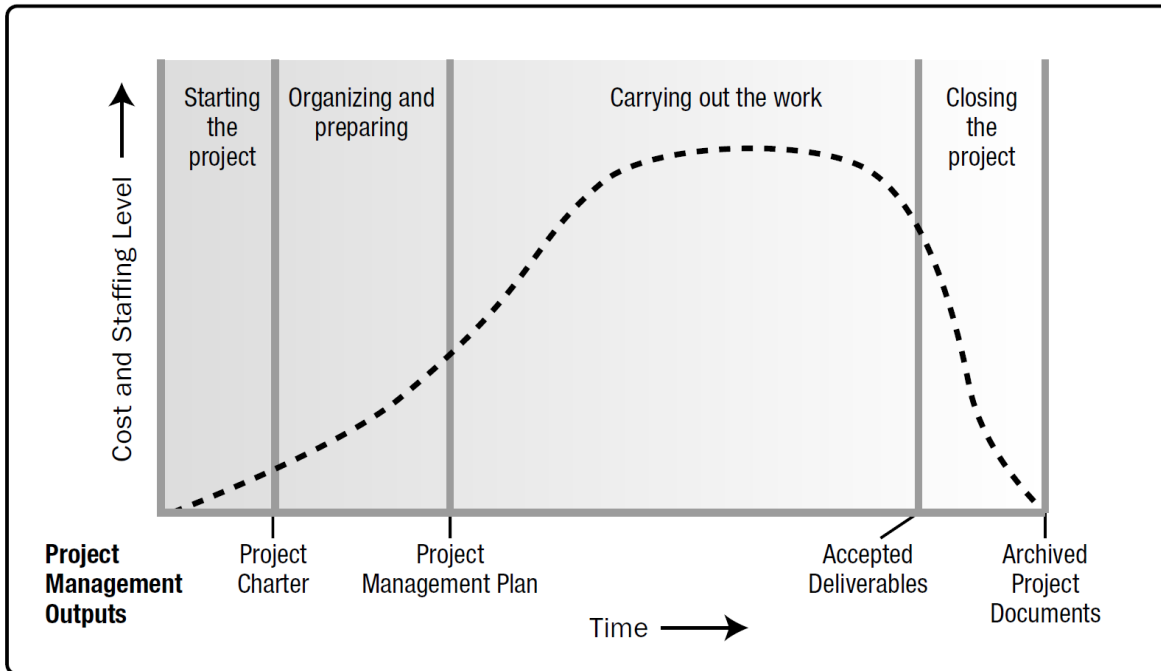 Starting
the
project
Organizing and
preparing
Carrying out the work
Closing
the
project
Cost and Staffing Level
Project
Management
Outputs
Project
Charter
Project
Management Plan
Accepted
Deliverables
Archived
Project
Documents
Time